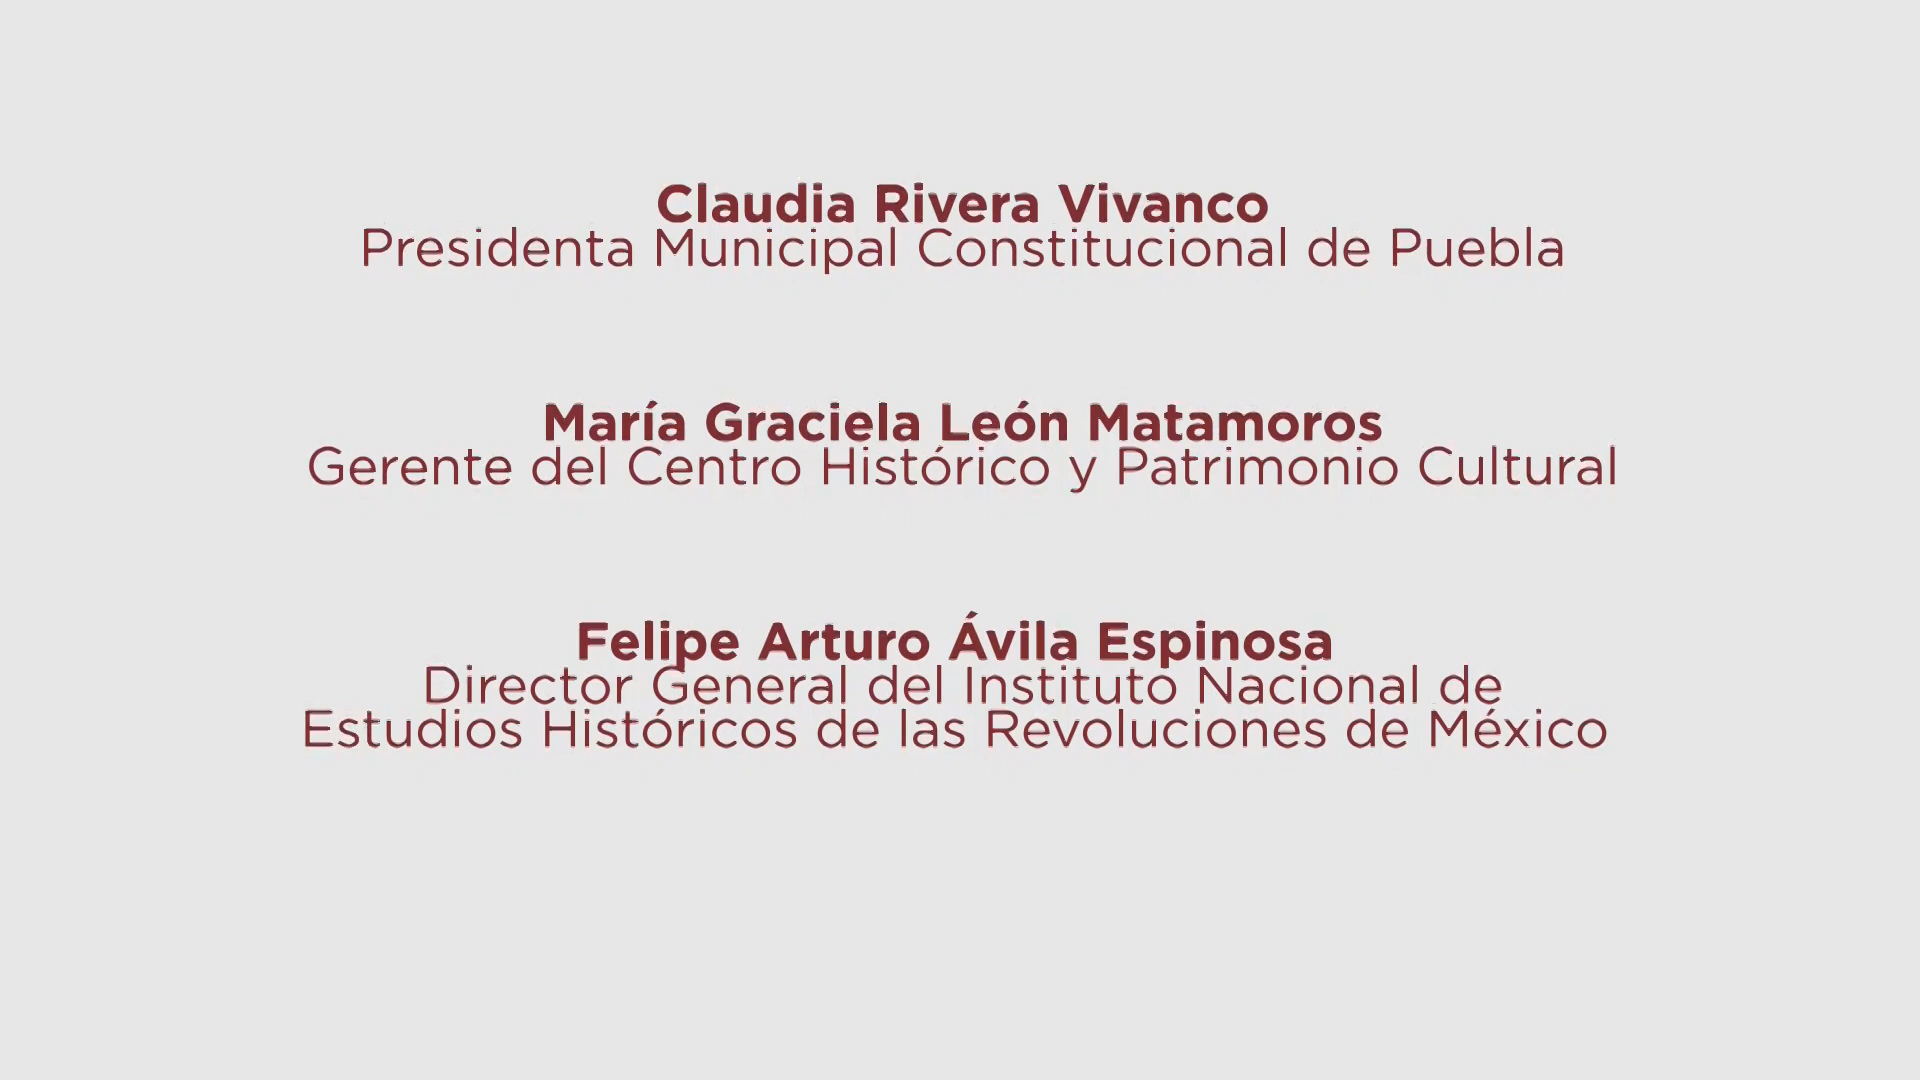 Claudia Rivera Vivanco
Presidenta Municipal Constitucional de Puebla
María Graciela León Matamoros
Gerente del Centro Histórico y Patrimonio Cultural
Felipe Arturo Ávila Espinosa
Director General del Instituto Nacional de
Estudios Históricos de las Revoluciones de México